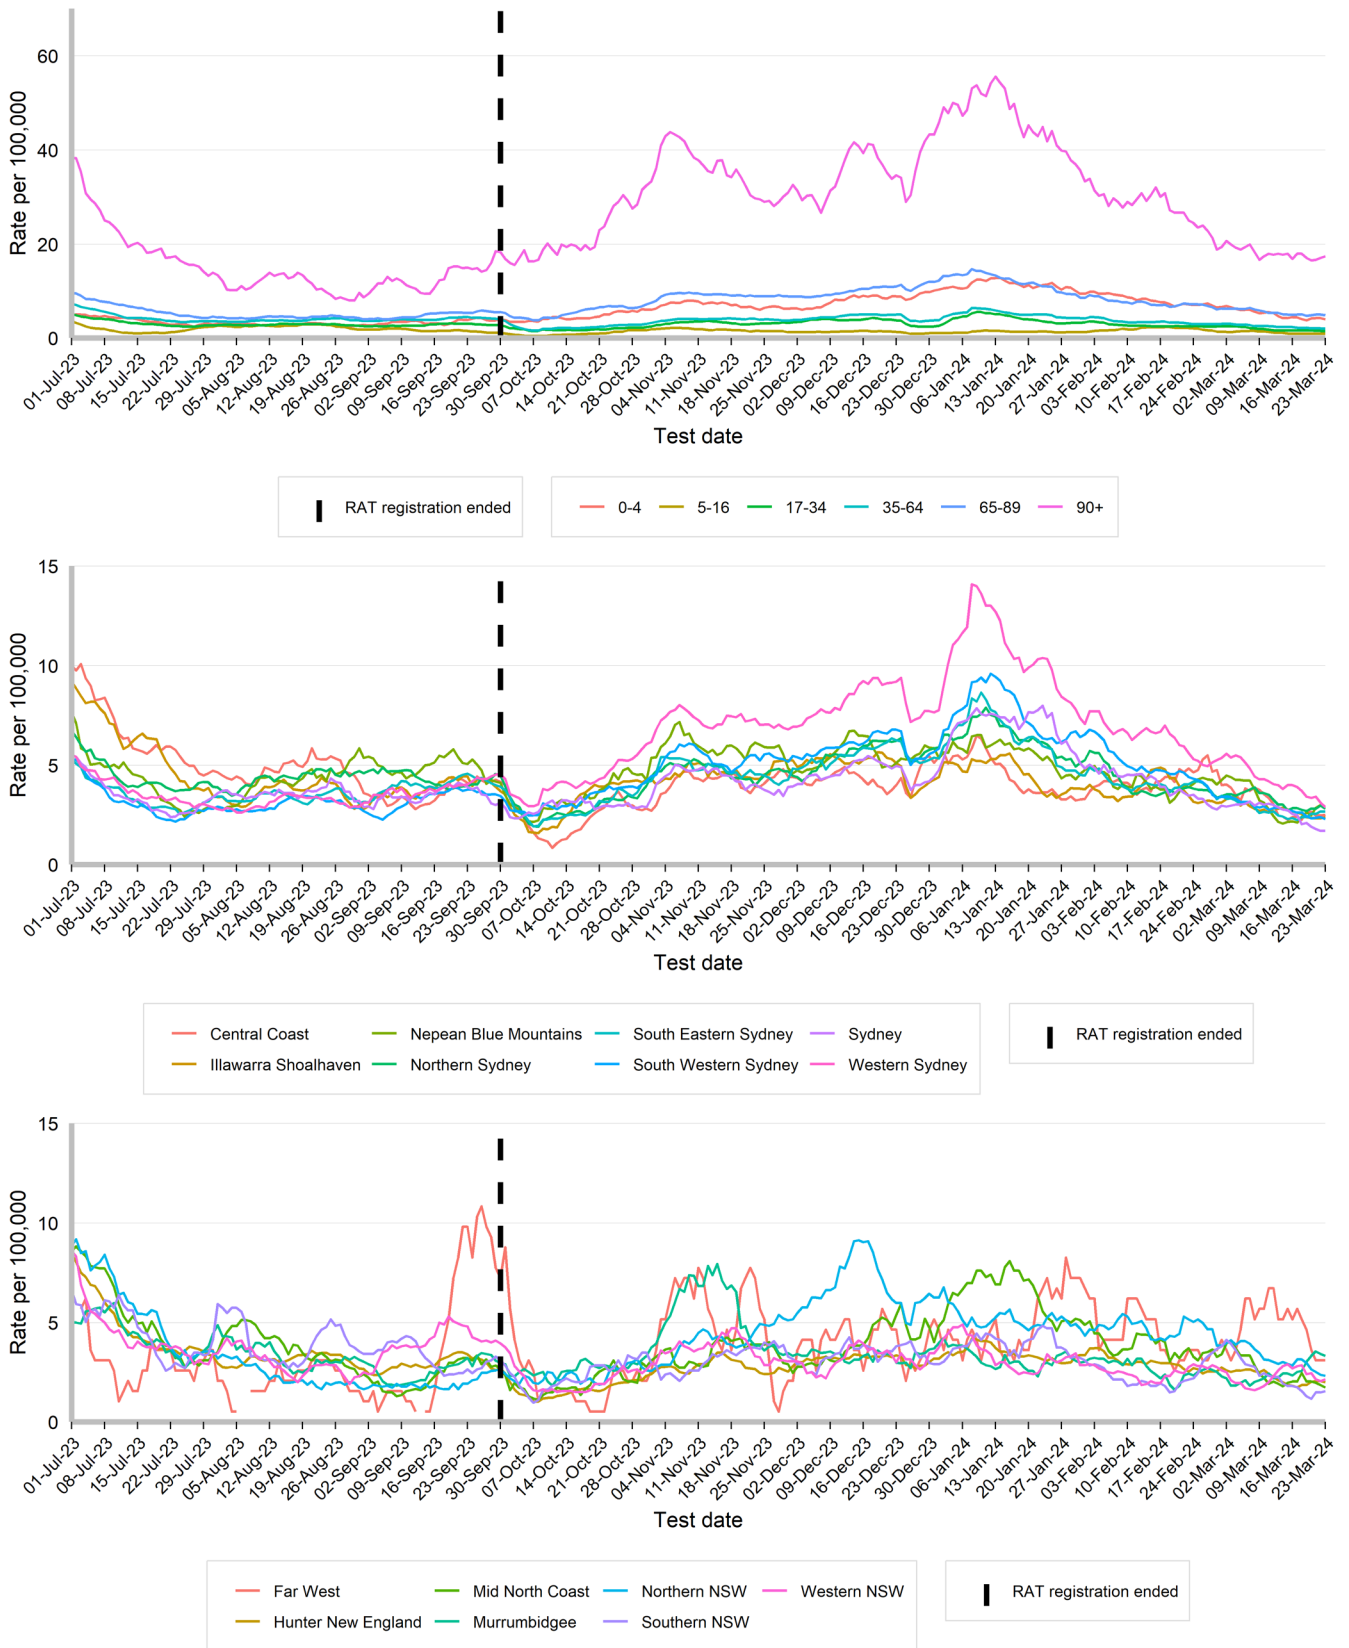 60
40
20
0
Rate per 100,000
01-Jul-23 08-Jul-23 15-Jul-23 22-Jul-23 29-Jul-23 05-Aug-23 12-Aug-23 19-Aug-23 26-Aug-23 02-Sep-23 09-Sep-23 16-Sep-23 23-Sep-23 30-Sep-23 07-Oct-23 14-Oct-23 21-Oct-23 28-Oct-23 04-Nov-23 11-Nov-23 18-Nov-23 25-Nov-23 02-Dec-23 09-Dec-23 16-Dec-23 23-Dec-23 30-Dec-23 06-Jan-24 13-Jan-24 20-Jan-24 27-Jan-24 03-Feb-24 10-Feb-24 17-Feb-24 24-Feb-24 02-Mar-24 09-Mar-24 16-Mar-24 23-Mar-24
Test date
RAT registration ended 0-4 5-16 17-34 35-64 65-89 90+
15
10
5
0
Rate per 100,000
01-Jul-23 08-Jul-23 15-Jul-23 22-Jul-23 29-Jul-23 05-Aug-23 12-Aug-23 19-Aug-23 26-Aug-23 02-Sep-23 09-Sep-23 16-Sep-23 23-Sep-23 30-Sep-23 07-Oct-23 14-Oct-23 21-Oct-23 28-Oct-23 04-Nov-23 11-Nov-23 18-Nov-23 25-Nov-23 02-Dec-23 09-Dec-23 16-Dec-23 23-Dec-23 30-Dec-23 06-Jan-24 13-Jan-24 20-Jan-24 27-Jan-24 03-Feb-24 10-Feb-24 17-Feb-24 24-Feb-24 02-Mar-24 09-Mar-24 16-Mar-24 23-Mar-24
Test date
Central Coast Nepean Blue Mountains South Eastern Sydney Sydney RAT registration ended
Illawarra Shoalhaven Northern Sydney South Western Sydney Western Sydney
15
10
5
0
Rate per 100,000
01-Jul-23 08-Jul-23 15-Jul-23 22-Jul-23 29-Jul-23 05-Aug-23 12-Aug-23 19-Aug-23 26-Aug-23 02-Sep-23 09-Sep-23 16-Sep-23 23-Sep-23 30-Sep-23 07-Oct-23 14-Oct-23 21-Oct-23 28-Oct-23 04-Nov-23 11-Nov-23 18-Nov-23 25-Nov-23 02-Dec-23 09-Dec-23 16-Dec-23 23-Dec-23 30-Dec-23 06-Jan-24 13-Jan-24 20-Jan-24 27-Jan-24 03-Feb-24 10-Feb-24 17-Feb-24 24-Feb-24 02-Mar-24 09-Mar-24 16-Mar-24 23-Mar-24
Test date
Far West Mid North Coast Northern NSW Western NSW RAT registration ended
Hunter New England Murrumbidgee Southern NSW